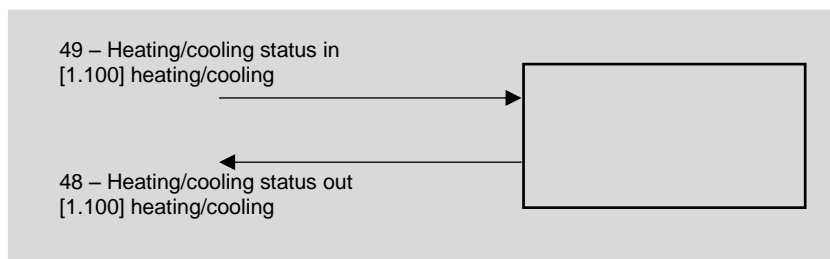 49 – Heating/cooling status in
[1.100] heating/cooling
48 – Heating/cooling status out
[1.100] heating/cooling